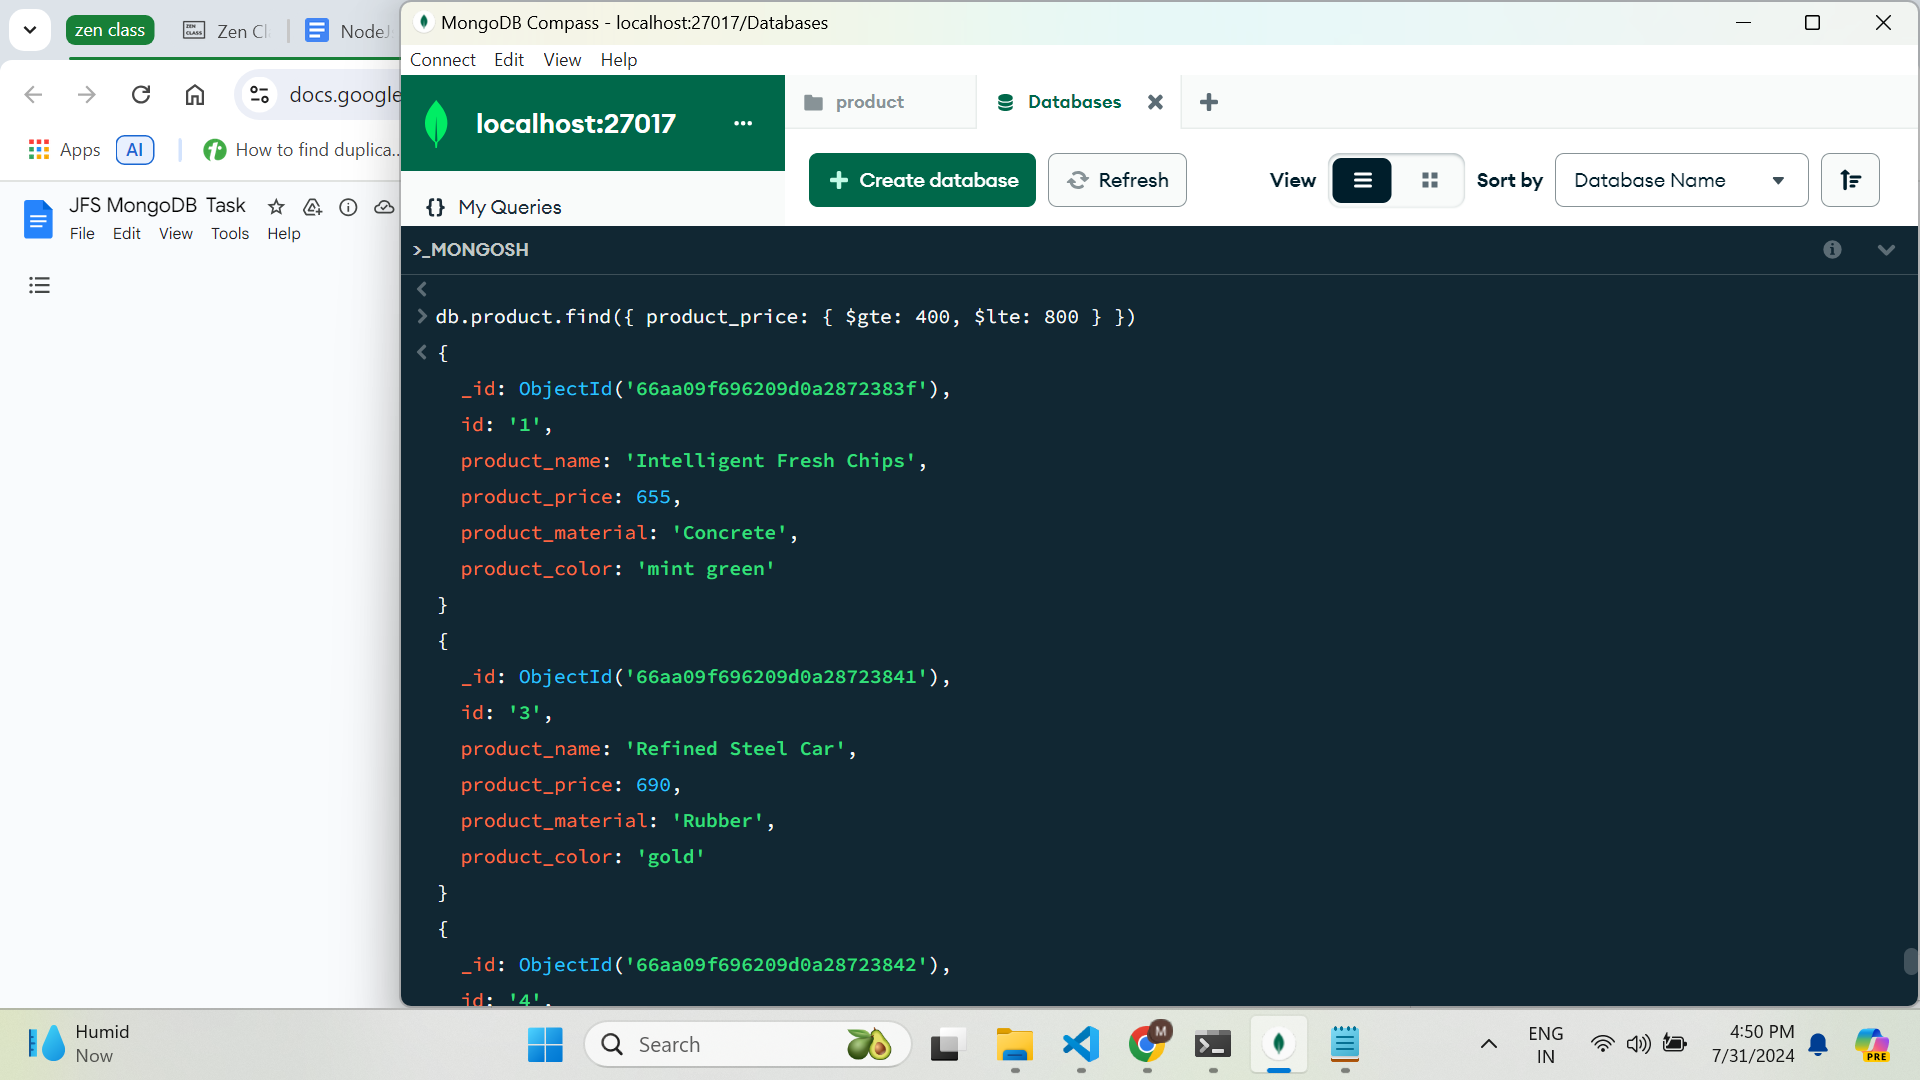 zen class
Zen Cl
NodeJ
docs.google
Apps
AI
How to find duplica...
JFS MongoDB Task
File Edit View Tools Help
MongoDB Compass - localhost:27017/Databases
Connect Edit View Help
localhost:27017
...
{} My Queries
product
Databases
Create database
Refresh
View
Sort by
Database Name
>_MONGOSH
db.product.find({ product_price: { $gte: 400, $lte: 800 } })
{
_id: ObjectId('66aa09f696209d0a2872383f'),
id: '1',
product_name: 'Intelligent Fresh Chips',
product_price: 655,
product_material: 'Concrete',
product_color: 'mint green'
}
{
_id: ObjectId('66aa09f696209d0a28723841'),
id: '3',
product_name: 'Refined Steel Car',
product_price: 690,
product_material: 'Rubber',
product_color: 'gold'
}
{
_id: ObjectId('66aa09f696209d0a28723842'),
id: '4',
Humid
Now
Search
M
ENG
IN
4:50 PM
7/31/2024
PRE